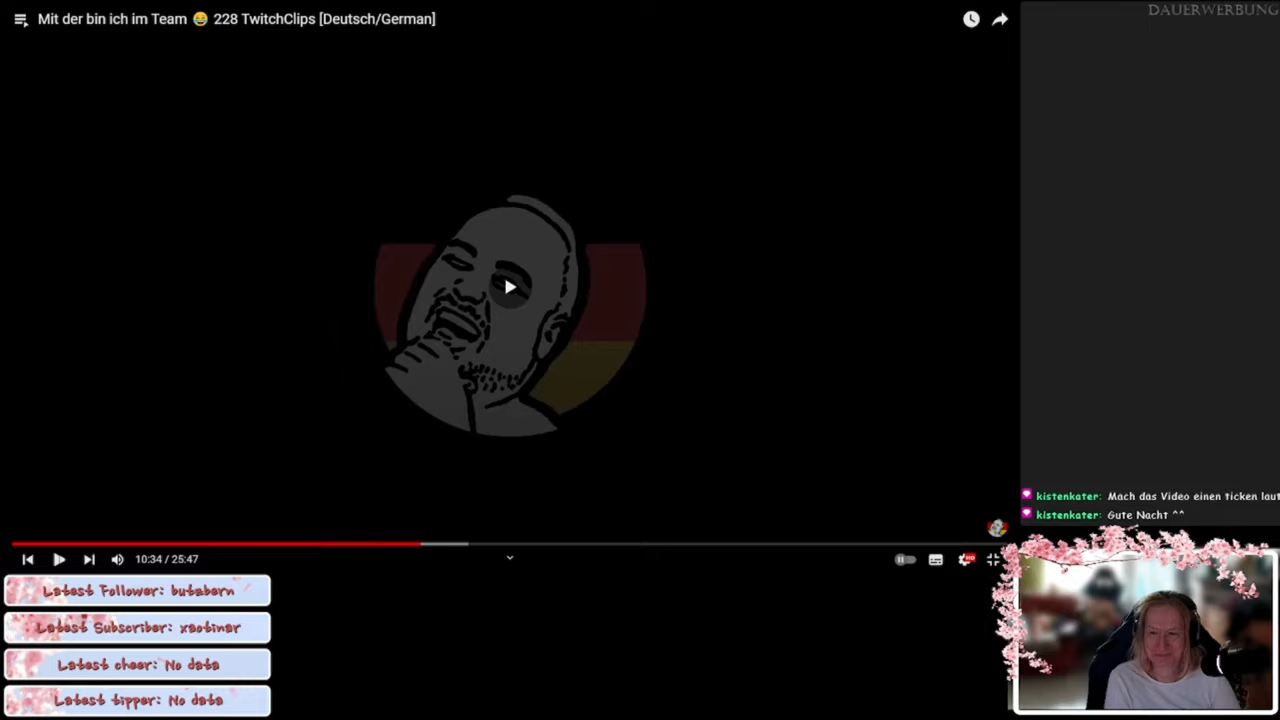 Mit der bin ich im Team 😂 228 TwitchClips [Deutsch/German]
DAUERWERBUNG
kistenkater: Mach das Video einen ticken laut
kistenkater: Gute Nacht ^^
10:34 / 25:47
HD
Latest Follower: butabern
Latest Subscriber: xaotinar
Latest cheer: No data
Latest tipper: No data